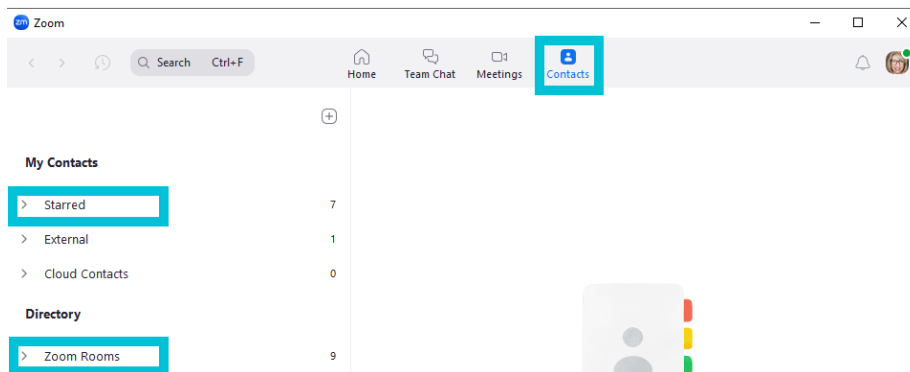 zm Zoom
Search Ctrl+F
Home Team Chat Meetings Contacts
My Contacts
Starred 7
External 1
Cloud Contacts 0
Directory
Zoom Rooms 9